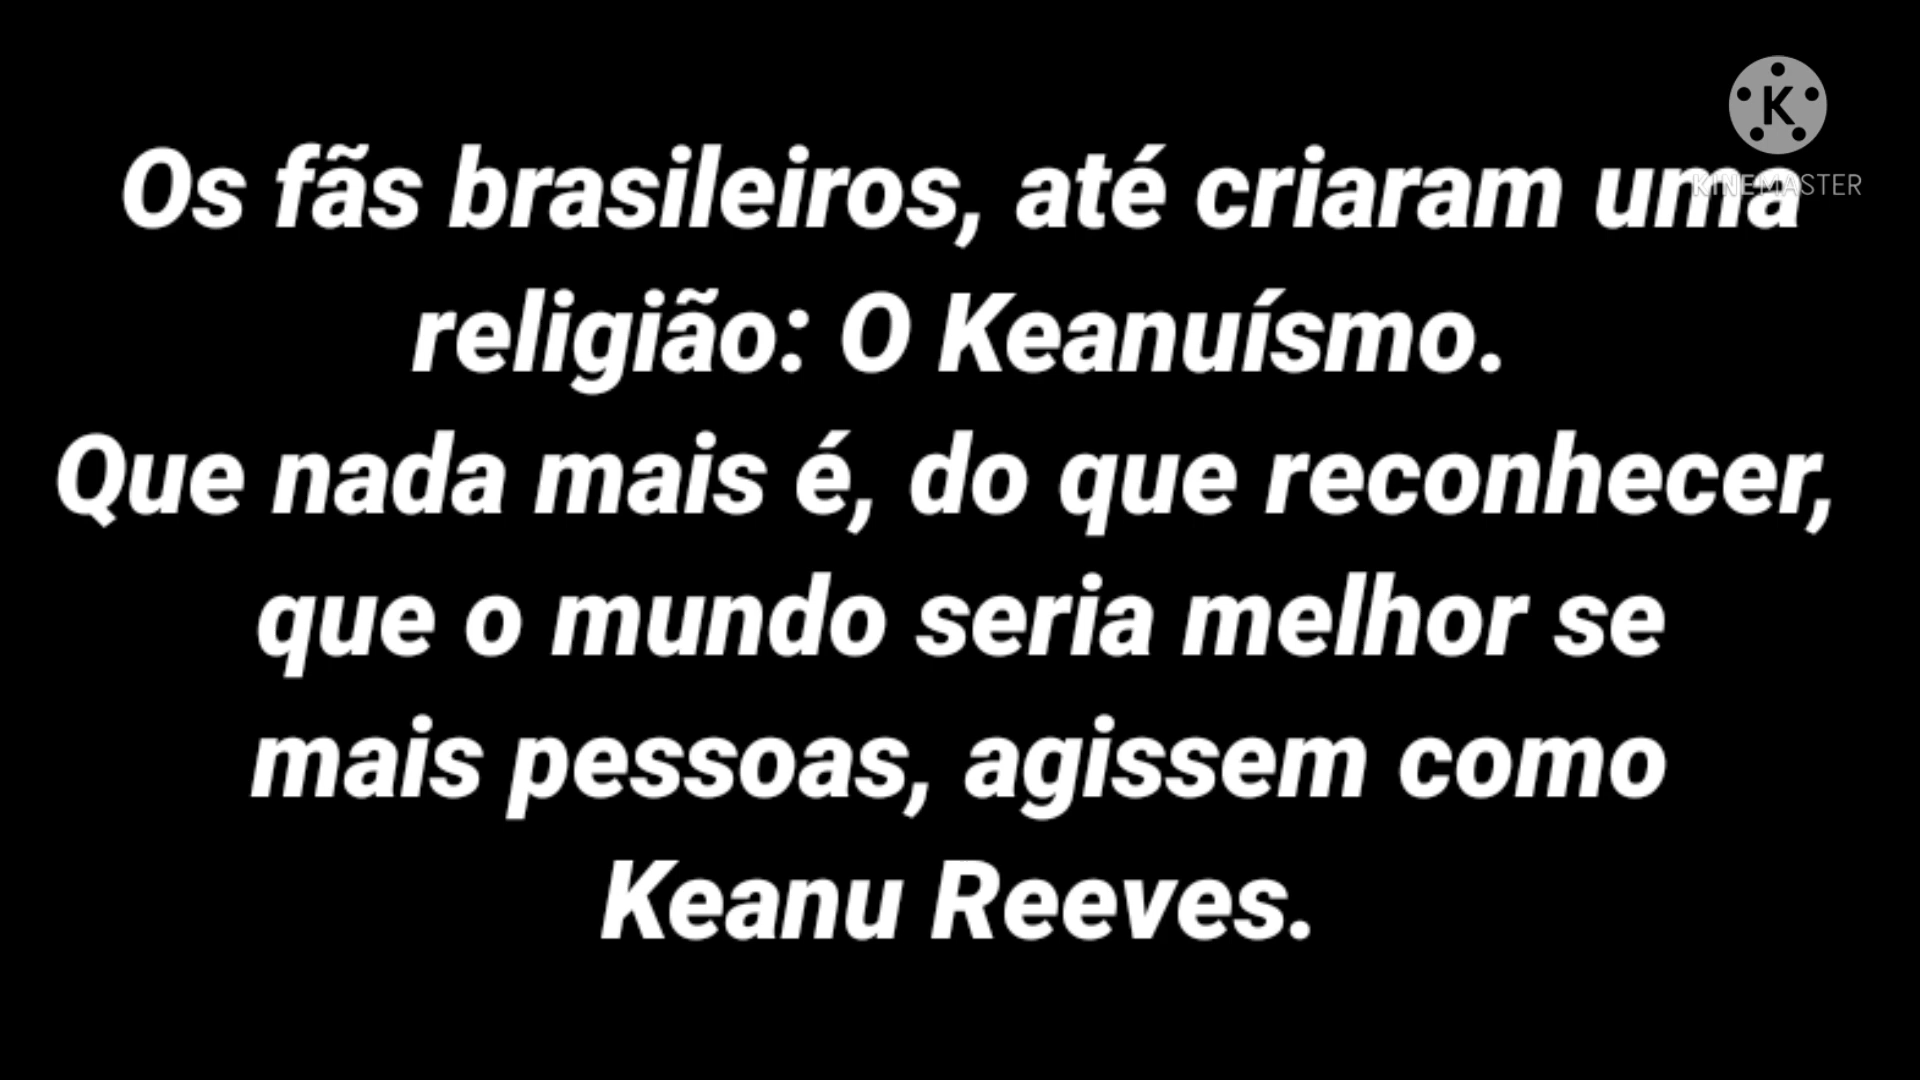 K
KINEMASTER
Os fãs brasileiros, até criaram uma
religião: O Keanuísmo.
Que nada mais é, do que reconhecer,
que o mundo seria melhor se
mais pessoas, agissem como
Keanu Reeves.